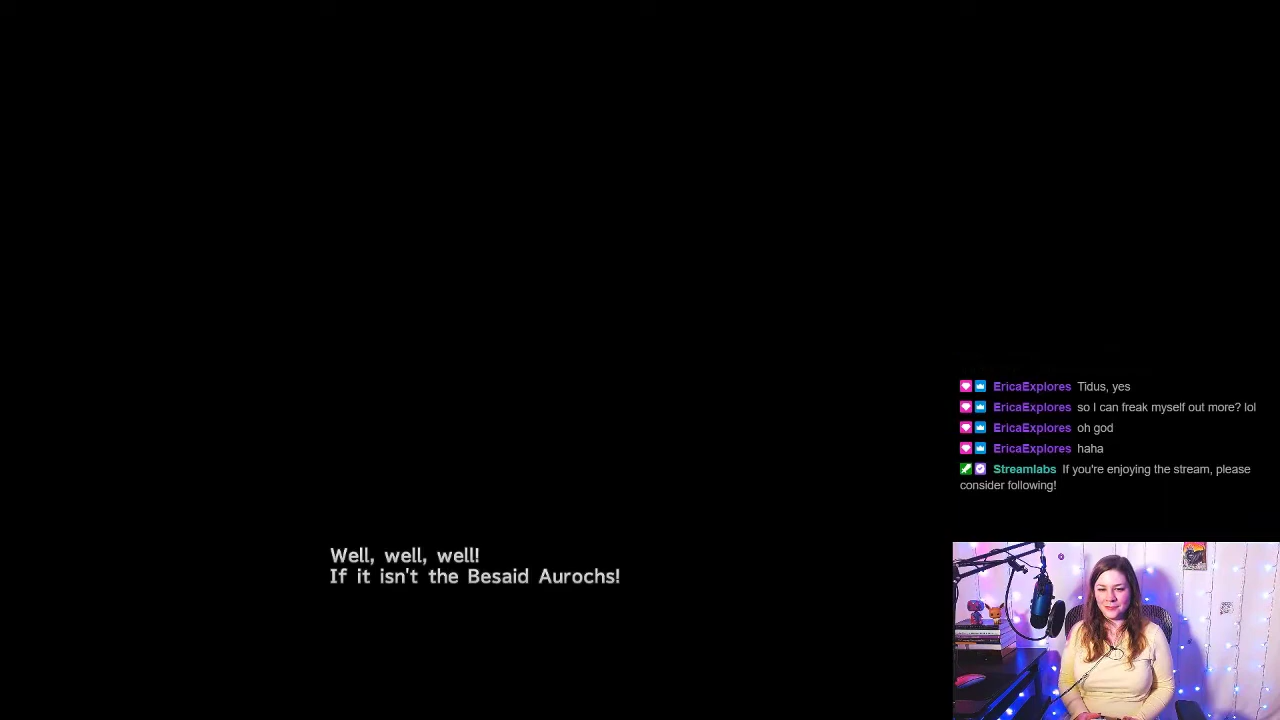 EricaExplores Tidus, yes
EricaExplores so I can freak myself out more? lol
EricaExplores oh god
EricaExplores haha
Streamlabs If you're enjoying the stream, please
consider following!
Well, well, well!
If it isn't the Besaid Aurochs!